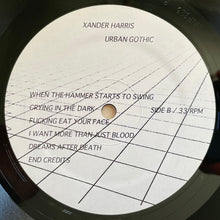 XANDER HARRIS
URBAN GOTHIC
WHEN THE HAMMER STARTS TO SWING
CRYING IN THE DARK
FUCKING EAT YOUR FACE
I WANT MORE THAN JUST BLOOD
DREAMS AFTER DEATH
END CREDITS
SIDE B / 33 RPM